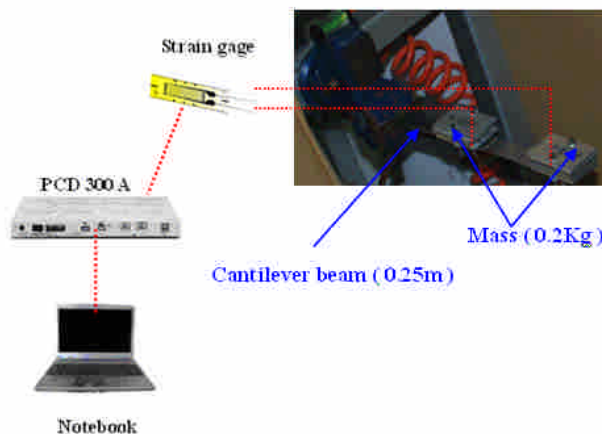 Strain gage
PCD 300 A
Mass ( 0.2Kg)
Cantilever beam ( 0.25m )
Notebook